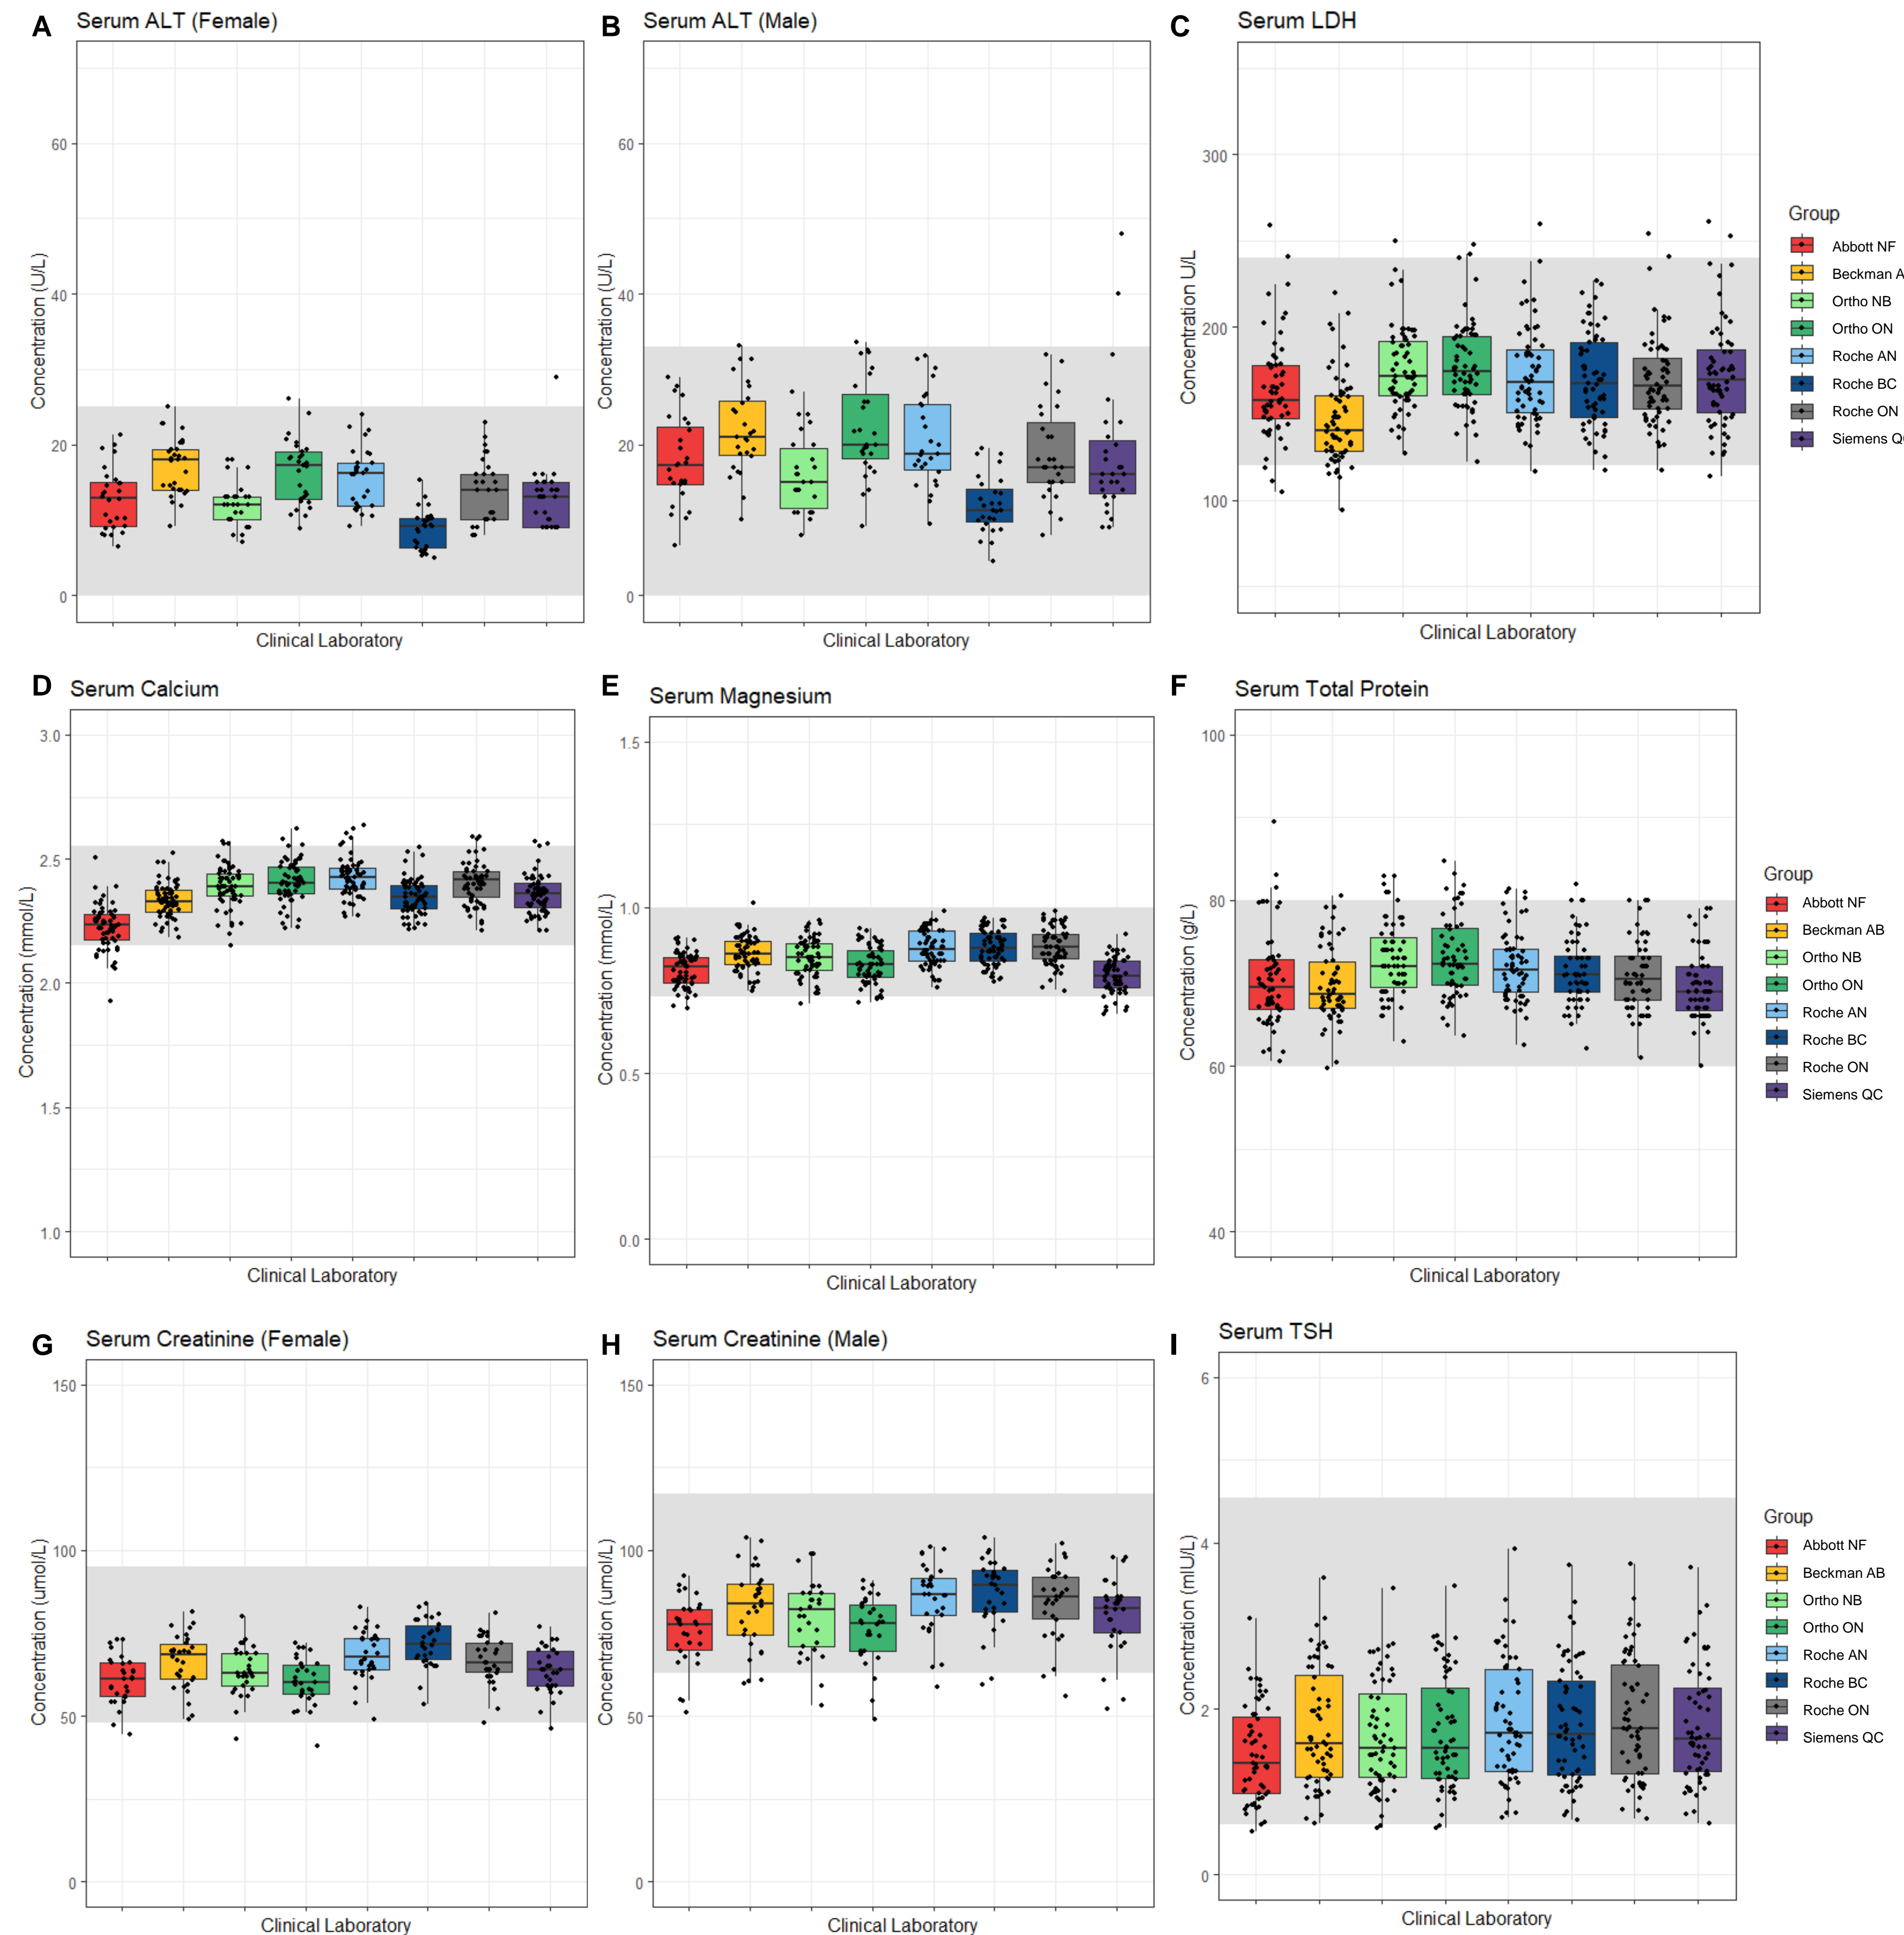 A Serum ALT (Female)
B Serum ALT (Male)
C Serum LDH
Concentration (U/L)
60
40
20
0
Clinical Laboratory
Concentration (U/L)
60
40
20
0
Clinical Laboratory
Concentration U/L
300
200
100
Clinical Laboratory
Group
Abbott NF
Beckman A
Ortho NB
Ortho ON
Roche AN
Roche BC
Roche ON
Siemens Q
D Serum Calcium
E Serum Magnesium
F Serum Total Protein
Concentration (mmol/L)
3.0
2.5
2.0
1.5
1.0
Clinical Laboratory
Concentration (mmol/L)
1.5
1.0
0.5
0.0
Clinical Laboratory
Concentration (g/L)
100
80
60
40
Clinical Laboratory
Group
Abbott NF
Beckman AB
Ortho NB
Ortho ON
Roche AN
Roche BC
Roche ON
Siemens QC
G Serum Creatinine (Female)
H Serum Creatinine (Male)
I Serum TSH
Concentration (umol/L)
150
100
50
0
Clinical Laboratory
Concentration (umol/L)
150
100
50
0
Clinical Laboratory
Concentration (mIU/L)
6
4
2
0
Clinical Laboratory
Group
Abbott NF
Beckman AB
Ortho NB
Ortho ON
Roche AN
Roche BC
Roche ON
Siemens QC